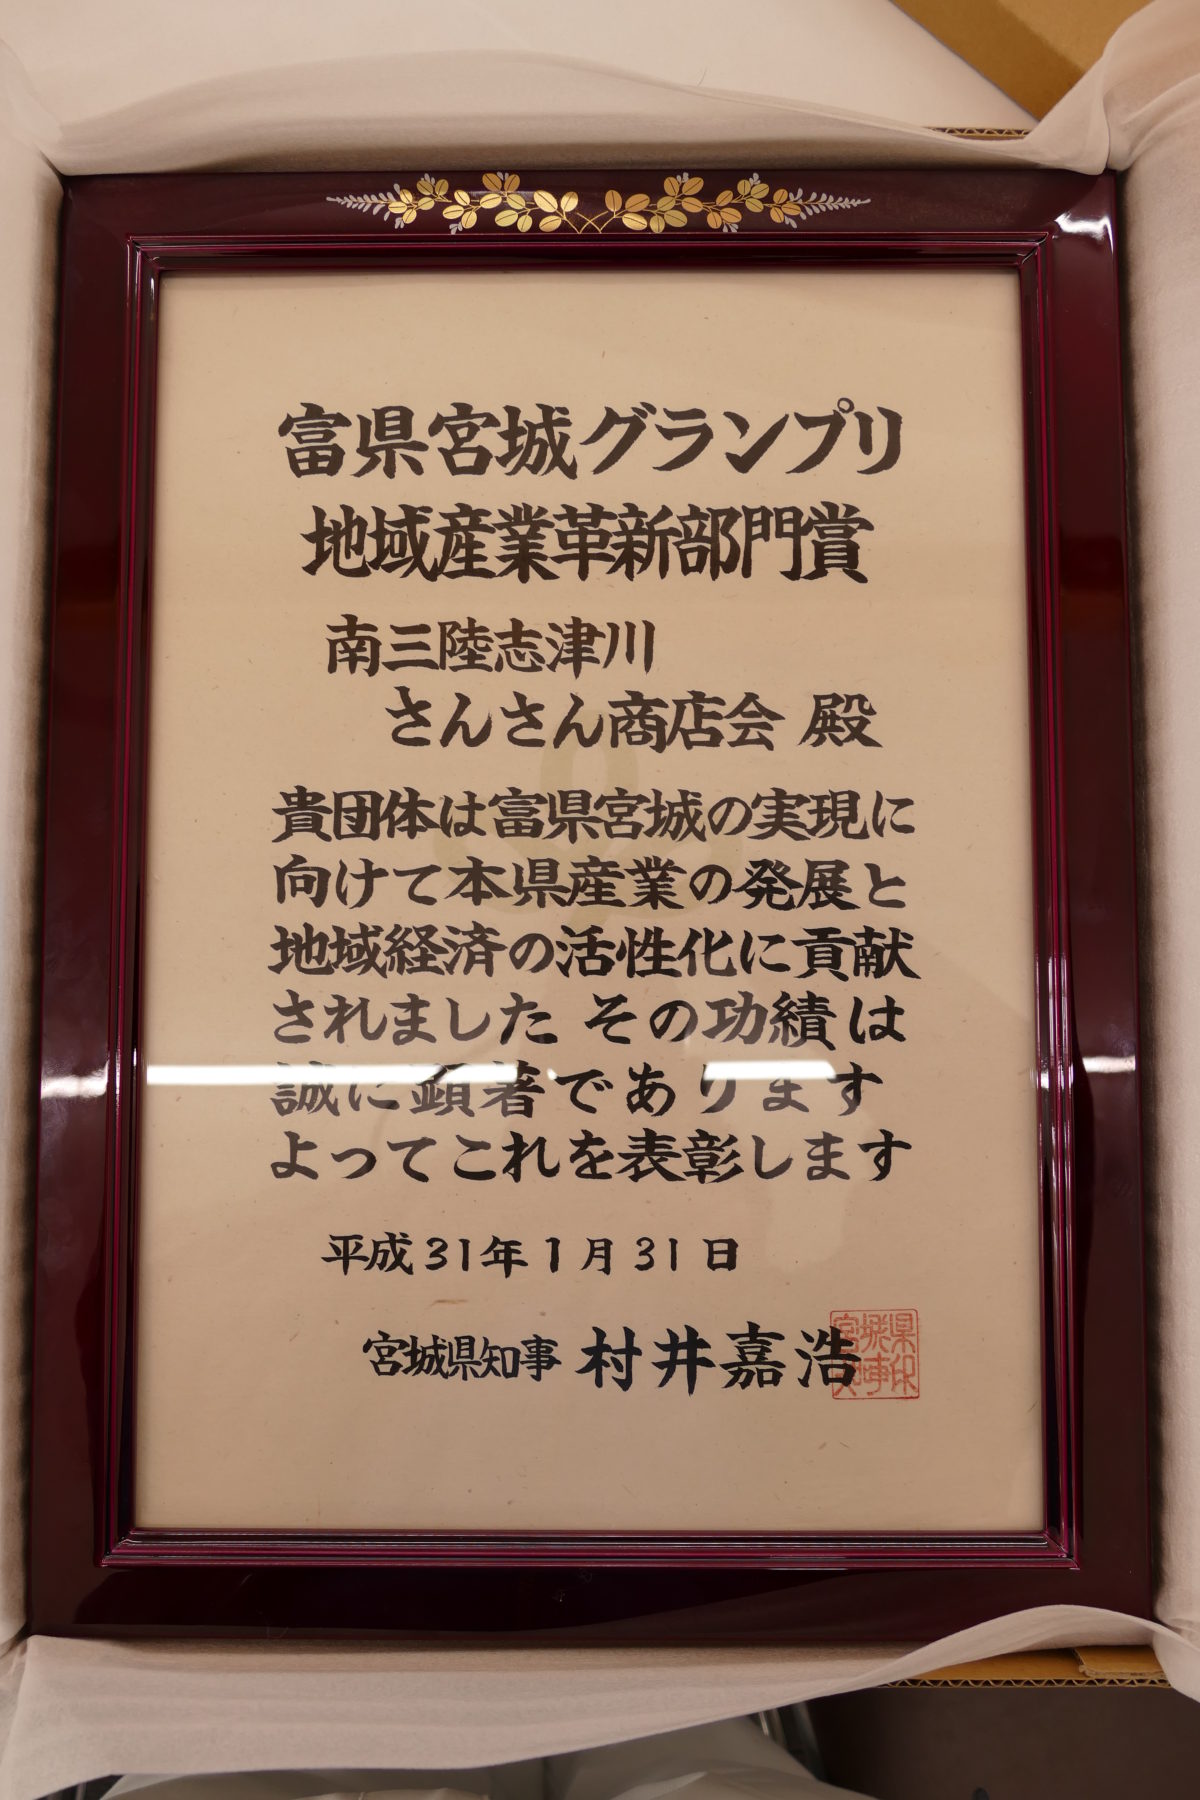 富県宮城グランプリ
地域産業革新部門賞
南三陸志津川
さんさん商店会 殿
貴団体は富県宮城の実現に
向けて本県産業の発展と
地域経済の活性化に貢献
されました その功績は
誠に顕著であります
よってこれを表彰します
平成31年1月31日
宮城県知事 村井嘉浩